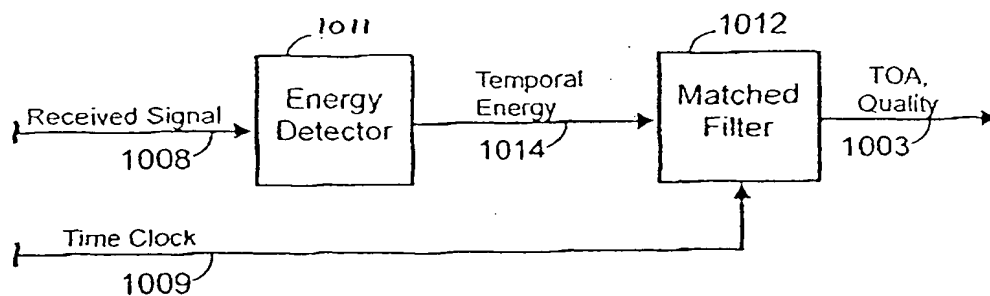 1011
1012
Received Signal
1008
Energy
Detector
Temporal
Energy
1014
Matched
Filter
TOA,
Quality
1003
Time Clock
1009